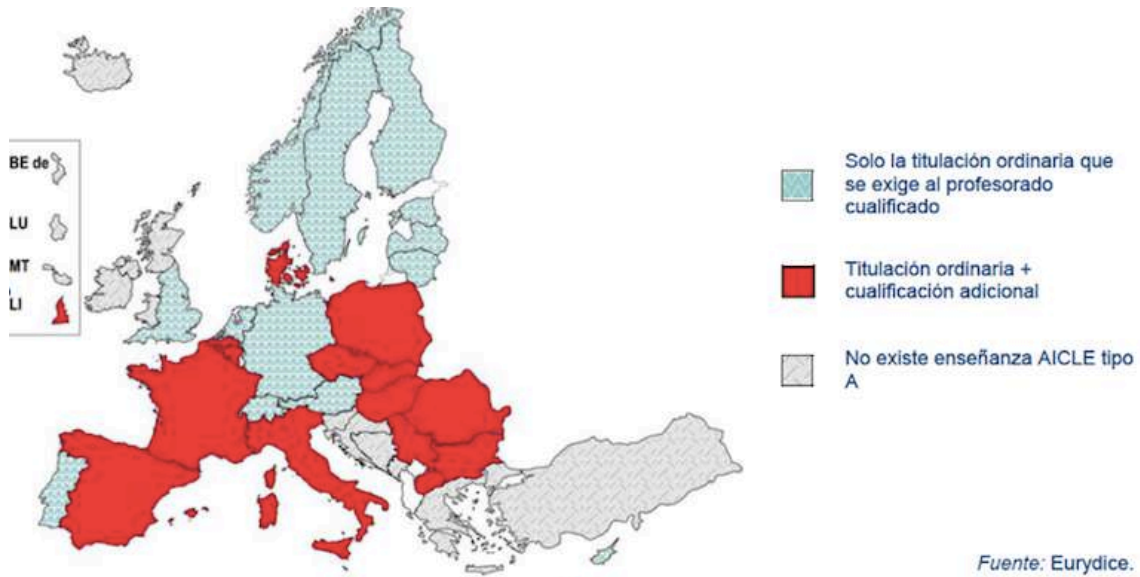 BE de
LU
MT
LI
Solo la titulación ordinaria que
se exige al profesorado
cualificado
Titulación ordinaria +
cualificación adicional
No existe enseñanza AICLE tipo
A
Fuente: Eurydice.